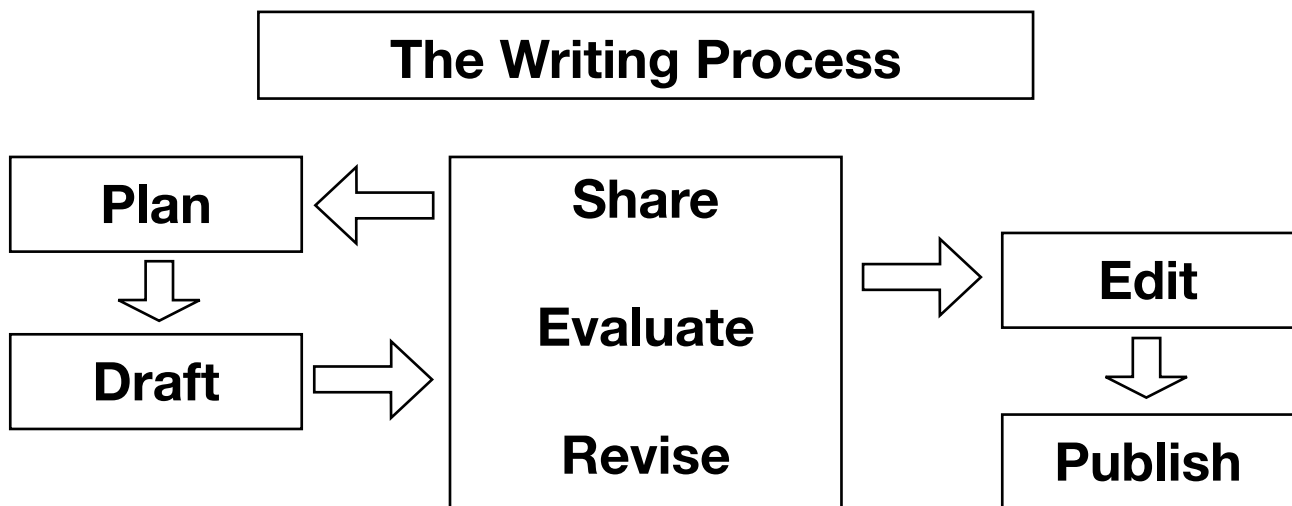 The Writing Process
Plan
Draft
Share
Evaluate
Revise
Edit
Publish